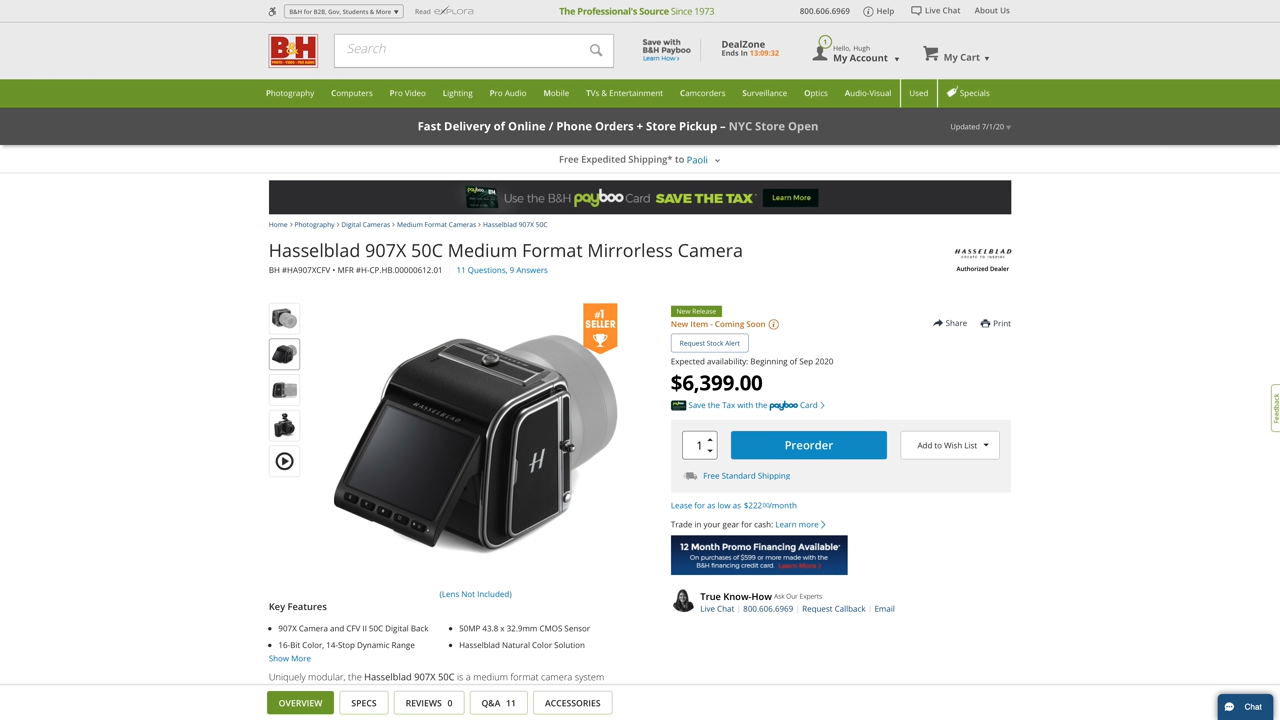 B&H for B2B, Gov, Students & More ▼
Read eXPLORA
The Professional's Source Since 1973
800.606.6969
Help
Live Chat
About Us
B&H
PHOTO - VIDEO - PRO AUDIO
Search
Save with
B&H Payboo
Learn How ›
DealZone
Ends In 13:09:32
1
Hello, Hugh
My Account ▼
My Cart ▼
Photography
Computers
Pro Video
Lighting
Pro Audio
Mobile
TVs & Entertainment
Camcorders
Surveillance
Optics
Audio-Visual
Used
Specials
Fast Delivery of Online / Phone Orders + Store Pickup – NYC Store Open
Updated 7/1/20 ▼
Free Expedited Shipping* to Paoli
Use the B&H payboo Card SAVE THE TAX*
Learn More
Home › Photography › Digital Cameras › Medium Format Cameras › Hasselblad 907X 50C
Hasselblad 907X 50C Medium Format Mirrorless Camera
BH #HA907XCFV • MFR #H-CP.HB.00000612.01
11 Questions, 9 Answers
HASSELBLAD
CREATE TO INSPIRE
Authorized Dealer
#1
SELLER
HASSELBLAD
H
(Lens Not Included)
New Release
New Item - Coming Soon
Share
Print
Request Stock Alert
Expected availability: Beginning of Sep 2020
$6,399.00
Save the Tax with the payboo Card
1
Preorder
Add to Wish List
Free Standard Shipping
Lease for as low as $222.00/month
Trade in your gear for cash: Learn more
12 Month Promo Financing Available*
On purchases of $599 or more made with the
B&H financing credit card. Learn More ›
True Know-How Ask Our Experts
Live Chat | 800.606.6969 | Request Callback | Email
Key Features
907X Camera and CFV II 50C Digital Back
50MP 43.8 x 32.9mm CMOS Sensor
16-Bit Color, 14-Stop Dynamic Range
Hasselblad Natural Color Solution
Show More
Uniquely modular, the Hasselblad 907X 50C is a medium format camera system
OVERVIEW
SPECS
REVIEWS 0
Q&A 11
ACCESSORIES
Feedback
Chat